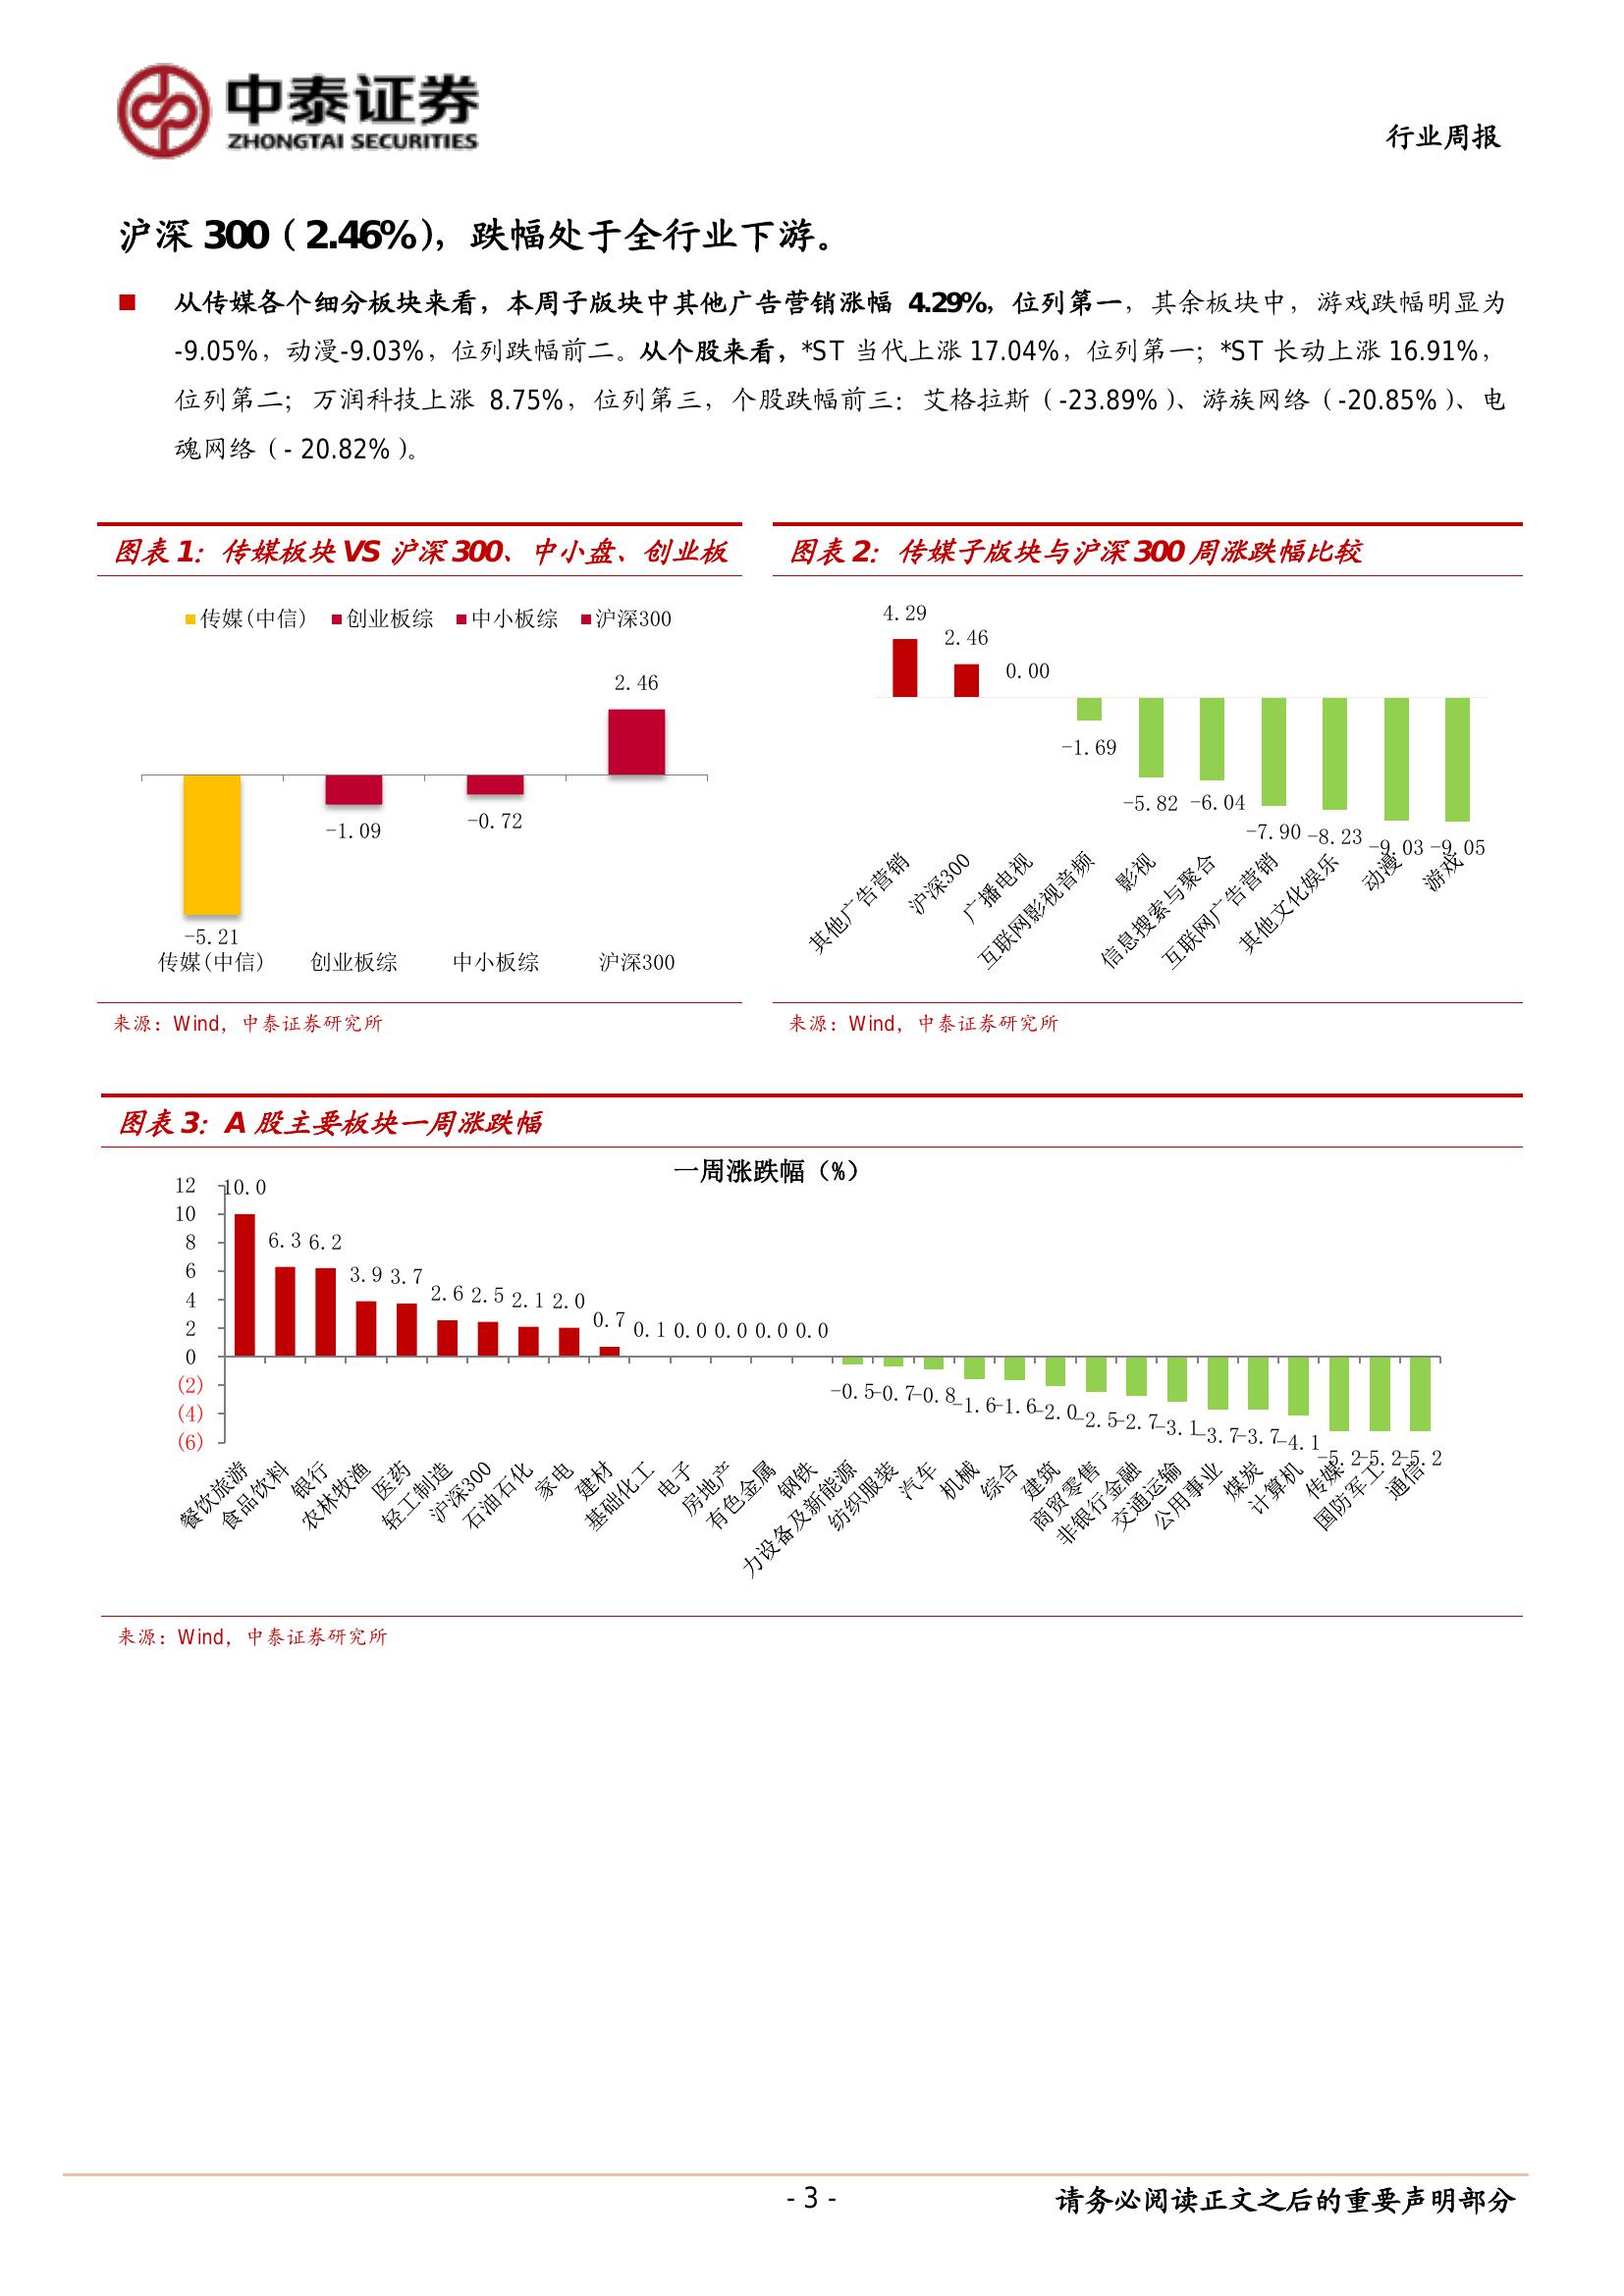 中泰证券
ZHONGTAI SECURITIES
行业周报
沪深 300（2.46%），跌幅处于全行业下游。
从传媒各个细分板块来看，本周子版块中其他广告营销涨幅 4.29%，位列第一，其余板块中，游戏跌幅明显为
-9.05%，动漫-9.03%，位列跌幅前二。从个股来看，*ST 当代上涨 17.04%，位列第一；*ST 长动上涨 16.91%，
位列第二；万润科技上涨 8.75%，位列第三，个股跌幅前三：艾格拉斯（-23.89%）、游族网络（-20.85%）、电
魂网络（- 20.82%）。
图表 1：传媒板块 VS 沪深 300、中小盘、创业板
传媒(中信) 创业板综 中小板综 沪深300
2.46
-1.09
-0.72
-5.21
传媒(中信) 创业板综 中小板综 沪深300
来源：Wind，中泰证券研究所
图表 2：传媒子版块与沪深 300 周涨跌幅比较
4.29
2.46
0.00
-1.69
-5.82 -6.04
-7.90 -8.23
-9.03 -9.05
其他广告营销
沪深300
广播电视
互联网影视音频
影视
信息搜索与聚合
互联网广告营销
其他文化娱乐
动漫
游戏
来源：Wind，中泰证券研究所
图表 3：A 股主要板块一周涨跌幅
一周涨跌幅（%）
12
10
8
6
4
2
0
(2)
(4)
(6)
10.0
6.3 6.2
3.9 3.7
2.6 2.5 2.1 2.0
0.7
0.1 0.0 0.0 0.0 0.0
-0.5 -0.7 -0.8
-1.6 -1.6 -2.0
-2.5 -2.7 -3.1
-3.7 -3.7 -4.1
-5.2 -5.2 -5.2
餐饮旅游
食品饮料
银行
农林牧渔
医药
轻工制造
沪深300
石油石化
家电
建材
基础化工
电子
房地产
有色金属
钢铁
力设备及新能源
纺织服装
汽车
机械
综合
建筑
商贸零售
非银行金融
交通运输
公用事业
煤炭
计算机
传媒
国防军工
通信
来源：Wind，中泰证券研究所
- 3 -
请务必阅读正文之后的重要声明部分